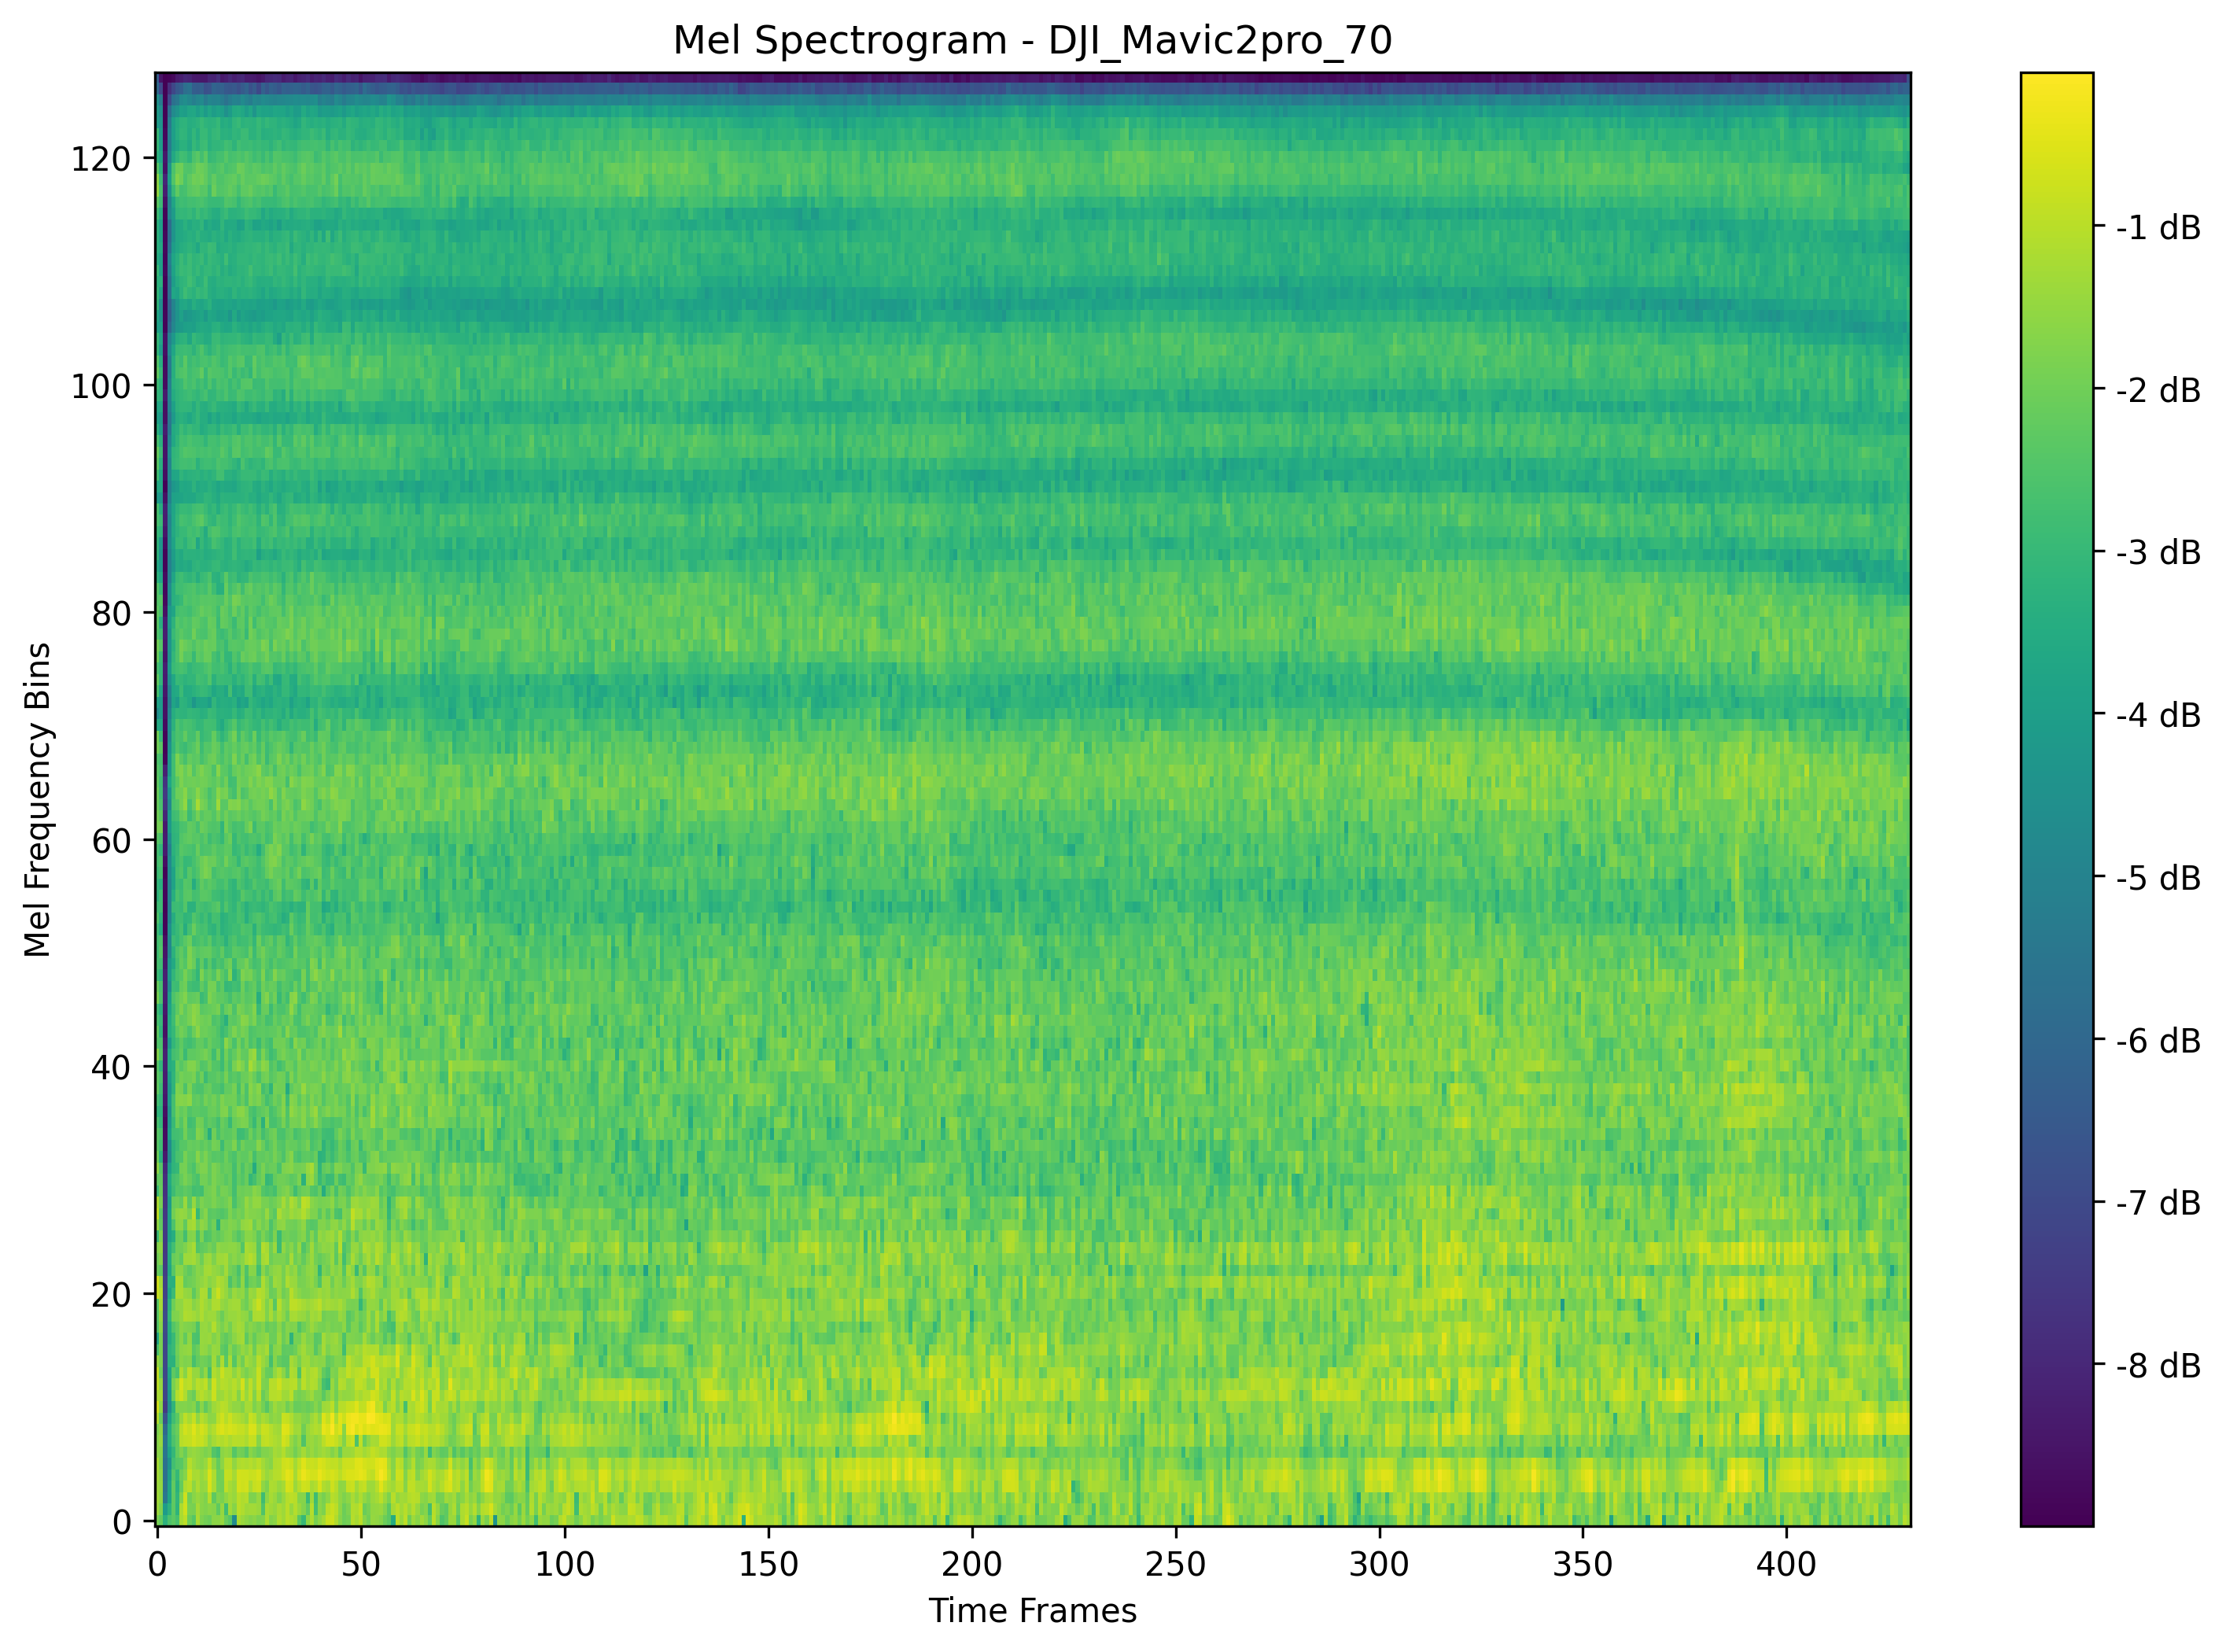 Mel Spectrogram - DJI_Mavic2pro_70
Mel Frequency Bins
120
100
80
60
40
20
0
0 50 100 150 200 250 300 350 400
Time Frames
-1 dB
-2 dB
-3 dB
-4 dB
-5 dB
-6 dB
-7 dB
-8 dB